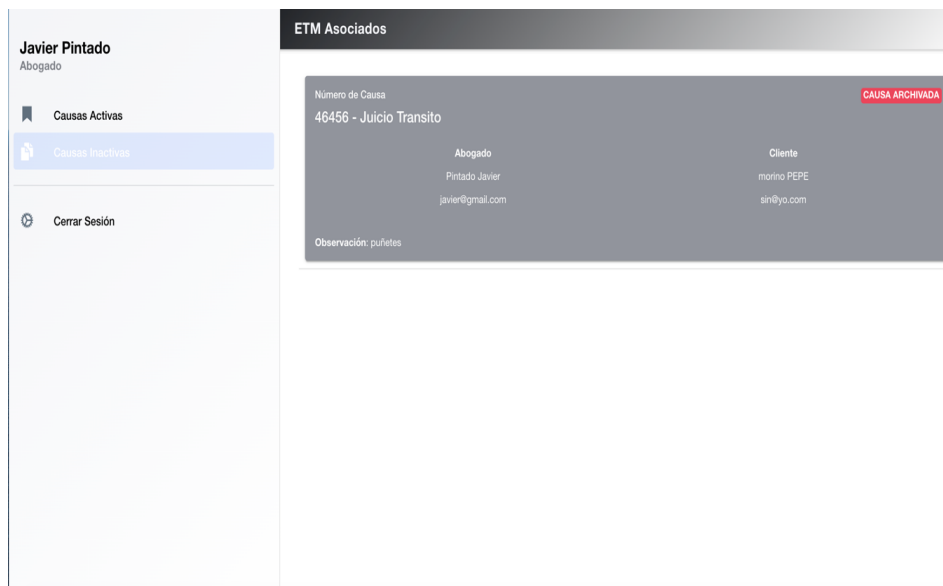 Javier Pintado
Abogado
Causas Activas
Causas Inactivas
Cerrar Sesión
ETM Asociados
Número de Causa
CAUSA ARCHIVADA
46456 - Juicio Transito
Abogado
Cliente
Pintado Javier
morino PEPE
javier@gmail.com
sin@yo.com
Observación: puñetes